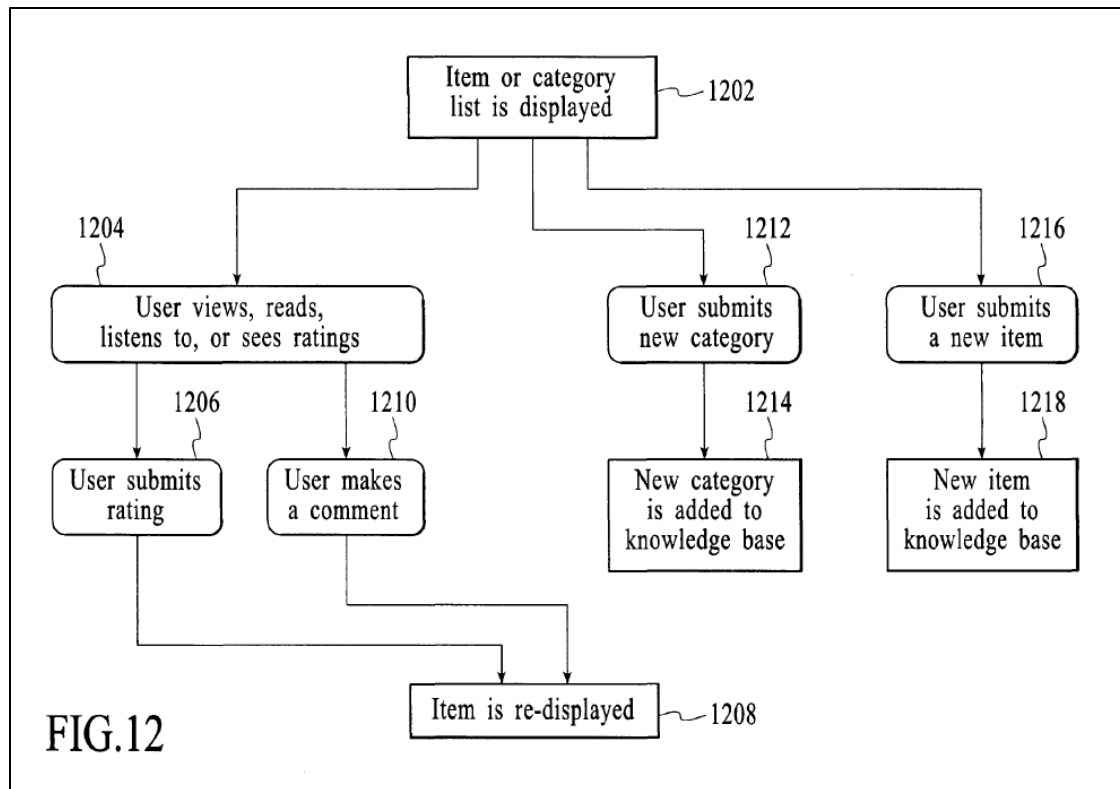 Item or category
list is displayed
1202
1204
1212
1216
User views, reads,
listens to, or sees ratings
User submits
new category
User submits
a new item
1206
1210
1214
1218
User submits
rating
User makes
a comment
New category
is added to
knowledge base
New item
is added to
knowledge base
Item is re-displayed
1208
FIG.12